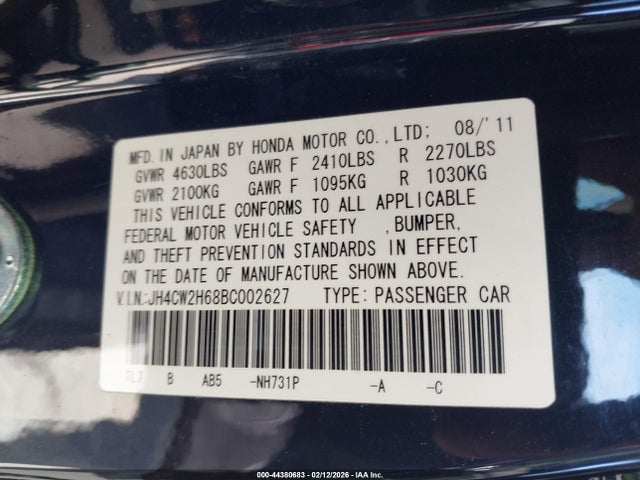 MFD. IN JAPAN BY HONDA MOTOR CO.,LTD; 08/'11
GVWR 4630LBS GAWR F 2410LBS R 2270LBS
GVWR 2100KG GAWR F 1095KG R 1030KG
THIS VEHICLE CONFORMS TO ALL APPLICABLE
FEDERAL MOTOR VEHICLE SAFETY ,BUMPER,
AND THEFT PREVENTION STANDARDS IN EFFECT
ON THE DATE OF MANUFACTURE SHOWN ABOVE.
V.I.N.:JH4CW2H68BC002627 TYPE: PASSENGER CAR
TL7 B AB5 -NH731P -A -C
000-44380683 - 02/12/2026 - IAA Inc.